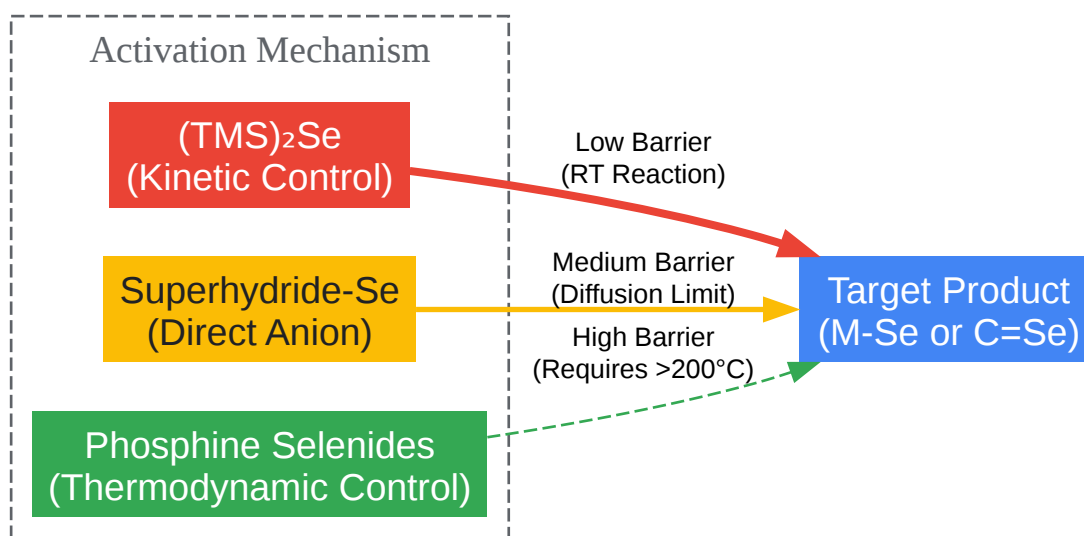 Activation Mechanism
(TMS)₂Se
(Kinetic Control)
Low Barrier
(RT Reaction)
Superhydride-Se
(Direct Anion)
Medium Barrier
(Diffusion Limit)
High Barrier
(Requires >200°C)
Target Product
(M-Se or C=Se)
Phosphine Selenides
(Thermodynamic Control)